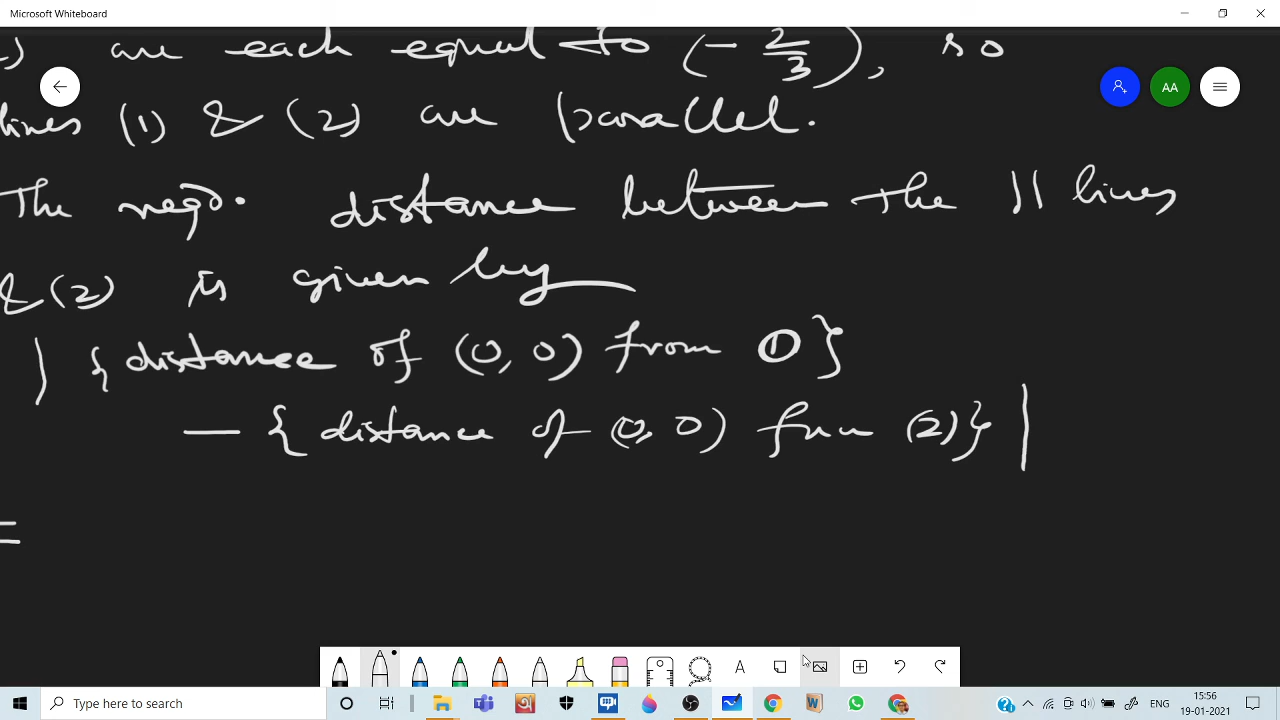 Microsoft Whiteboard
are each equal to (-2/3), so
lines (1) & (2) are parallel.
The reqd. distance between the || lines
& (2) is given by
| {distance of (0,0) from ①}
— {distance of (0,0) from (2)} |
=
AA
A
Type here to search
ENG
15:56
19-01-2021